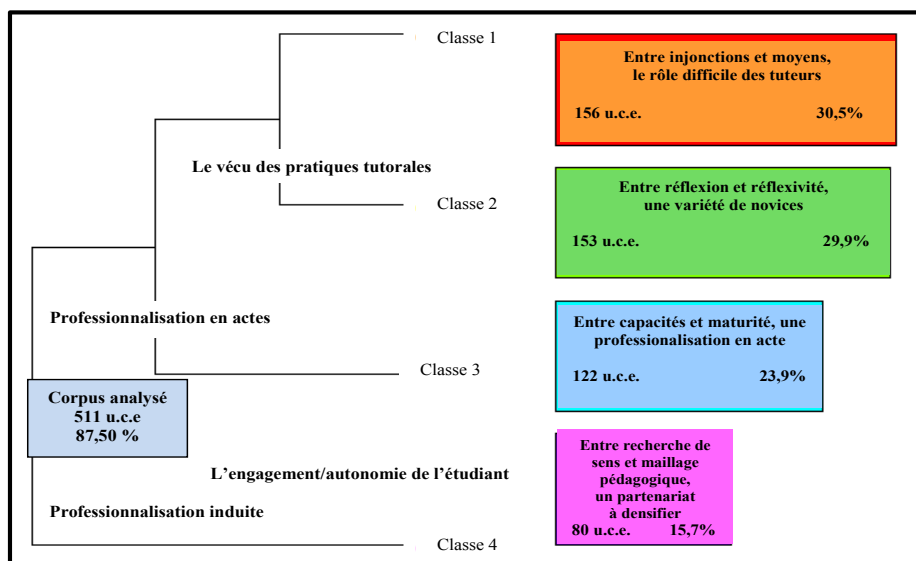 Classe 1
Entre injonctions et moyens,
le rôle difficile des tuteurs
156 u.c.e. 30,5%
Le vécu des pratiques tutorales
Classe 2
Entre réflexion et réflexivité,
une variété de novices
153 u.c.e. 29,9%
Professionnalisation en actes
Classe 3
Entre capacités et maturité, une
professionalisation en acte
122 u.c.e. 23,9%
Corpus analysé
511 u.c.e
87,50 %
L'engagement/autonomie de l'étudiant
Professionnalisation induite
Classe 4
Entre recherche de
sens et maillage
pédagogique,
un partenariat
à densifier
80 u.c.e. 15,7%